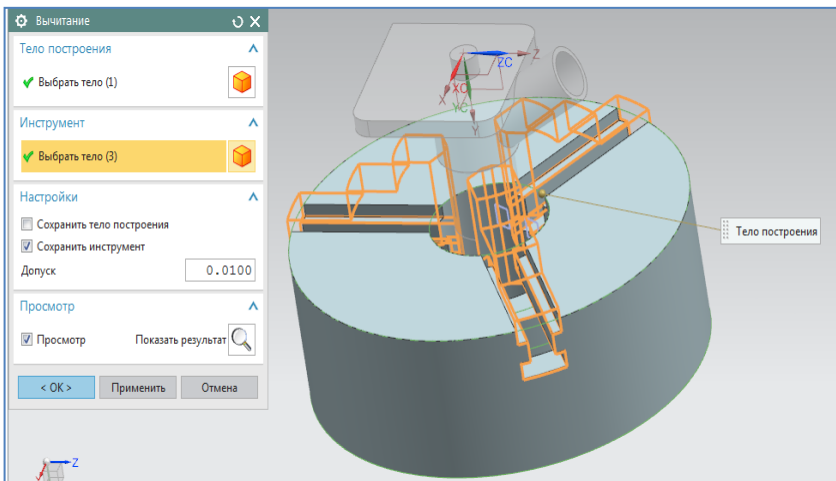 Вычитание
Тело построения
Выбрать тело (1)
Инструмент
Выбрать тело (3)
Настройки
Сохранить тело построения
Сохранить инструмент
Допуск 0.0100
Просмотр
Просмотр Показать результат
< OK > Применить Отмена
ZC Z
XC
X YC
Y
Тело построения
Z